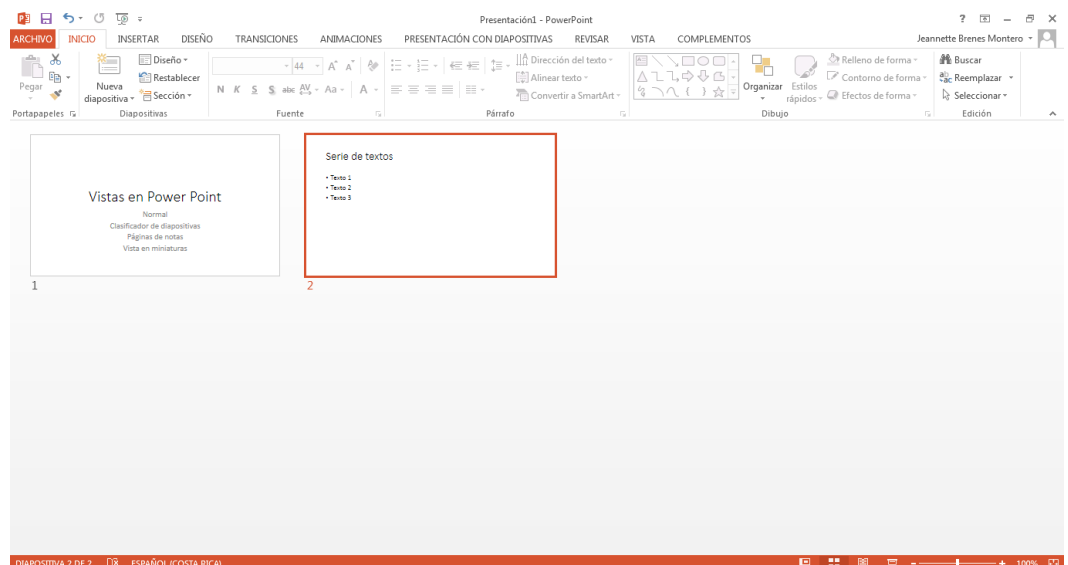 Presentación1 - PowerPoint
ARCHIVO INICIO INSERTAR DISEÑO TRANSICIONES ANIMACIONES PRESENTACIÓN CON DIAPOSITIVAS REVISAR VISTA COMPLEMENTOS Jeannette Brenes Montero
Pegar
Nueva diapositiva
Diseño
Restablecer
Sección
44
N K S S abc AV Aa A
Dirección del texto
Alinear texto
Convertir a SmartArt
Organizar
Estilos rápidos
Relleno de forma
Contorno de forma
Efectos de forma
Buscar
Reemplazar
Seleccionar
Portapapeles Diapositivas Fuente Párrafo Dibujo Edición
Vistas en Power Point
Normal
Clasificador de diapositivas
Páginas de notas
Vista en miniaturas
1
Serie de textos
• Texto 1
• Texto 2
• Texto 3
2
DIAPOSITIVA 2 DE 2 ESPAÑOL (COSTA RICA) 100%